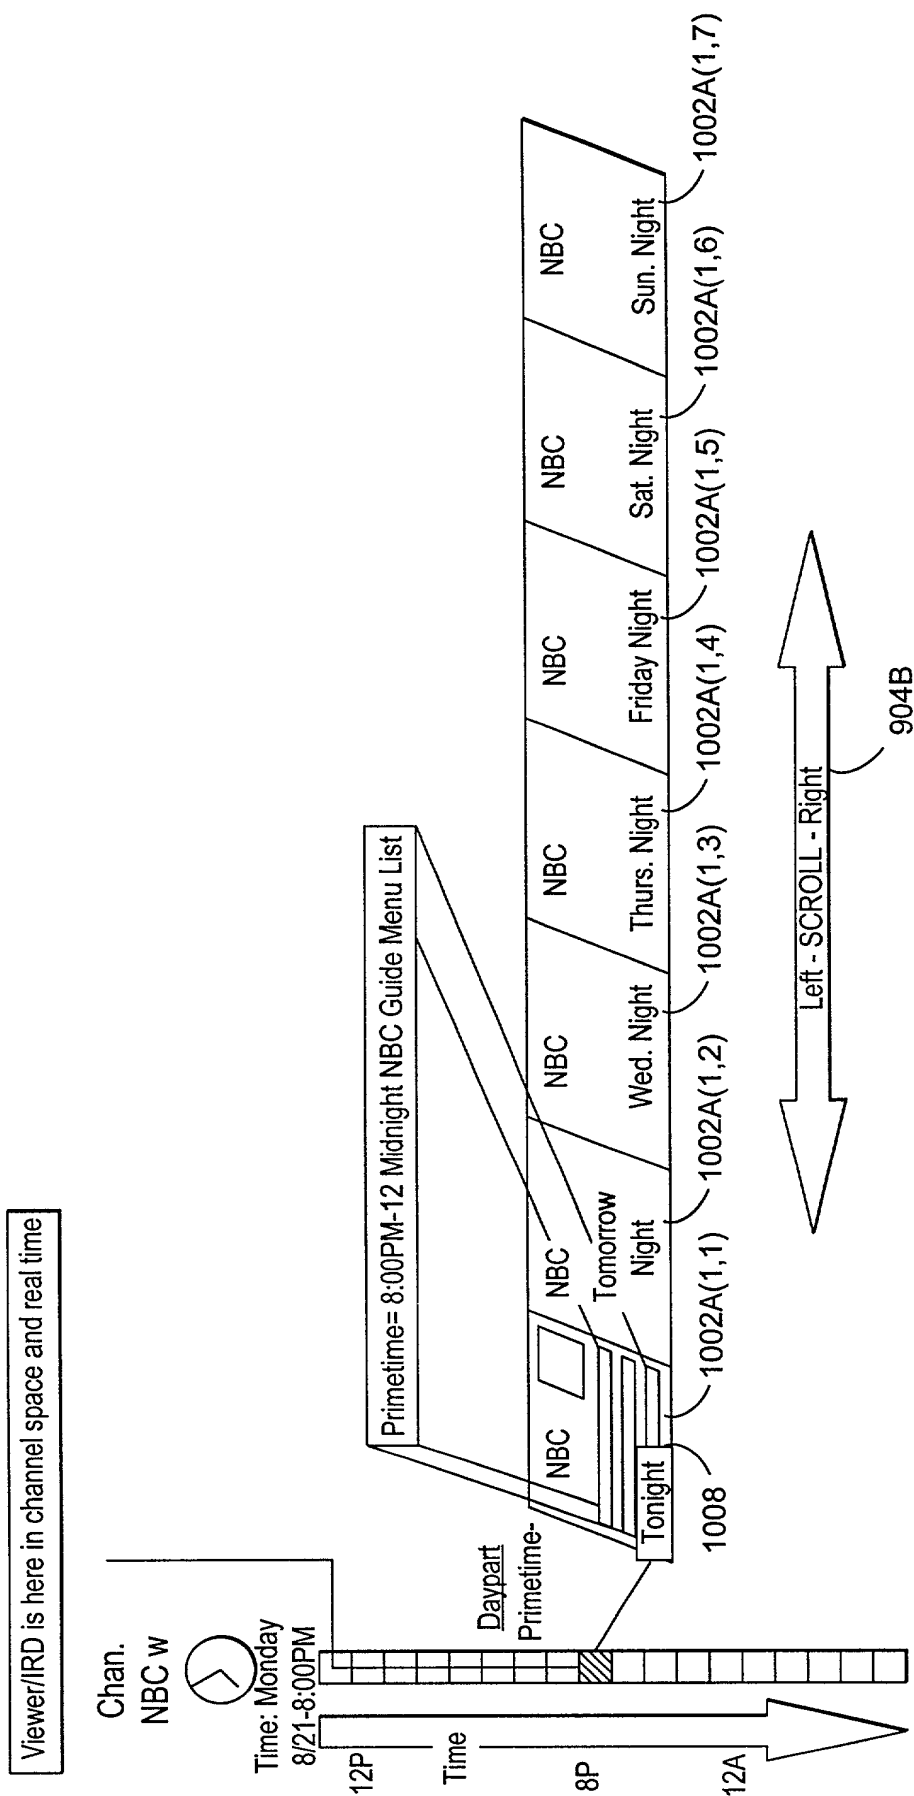 Viewer/IRD is here in channel space and real time
Chan.
NBC w
Time: Monday
8/21-8:00PM
12P
Time
8P
12A
Daypart
Primetime-
Primetime= 8:00PM-12 Midnight NBC Guide Menu List
NBC
Tonight
1008
1002A(1,1)
NBC
Tomorrow
Night
1002A(1,2)
NBC
Wed. Night
1002A(1,3)
NBC
Thurs. Night
1002A(1,4)
NBC
Friday Night
1002A(1,5)
NBC
Sat. Night
1002A(1,6)
NBC
Sun. Night
1002A(1,7)
Left - SCROLL - Right
904B